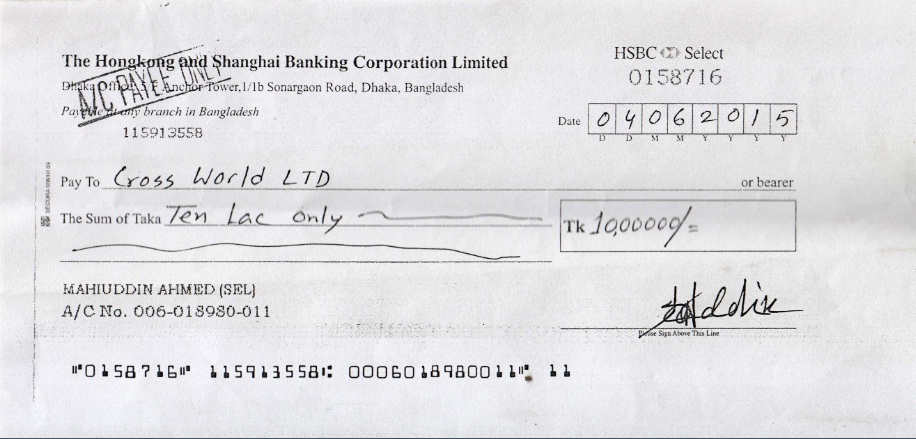 HSBC Select
The Hongkong and Shanghai Banking Corporation Limited
0158716
A/C PAYEE ONLY
Dhaka Office, Anchor Tower,1/1b Sonargaon Road, Dhaka, Bangladesh
Payable at any branch in Bangladesh
115913558
Date 0 4 0 6 2 0 1 5
D D M M Y Y Y Y
Pay To Cross World LTD or bearer
The Sum of Taka Ten Lac only
Tk 10,00000/=
MAHIUDDIN AHMED (SEL)
A/C No. 006-018980-011
Please Sign Above This Line
⑈0158716⑈ 115913558⑆ 0006018980011⑈ 11